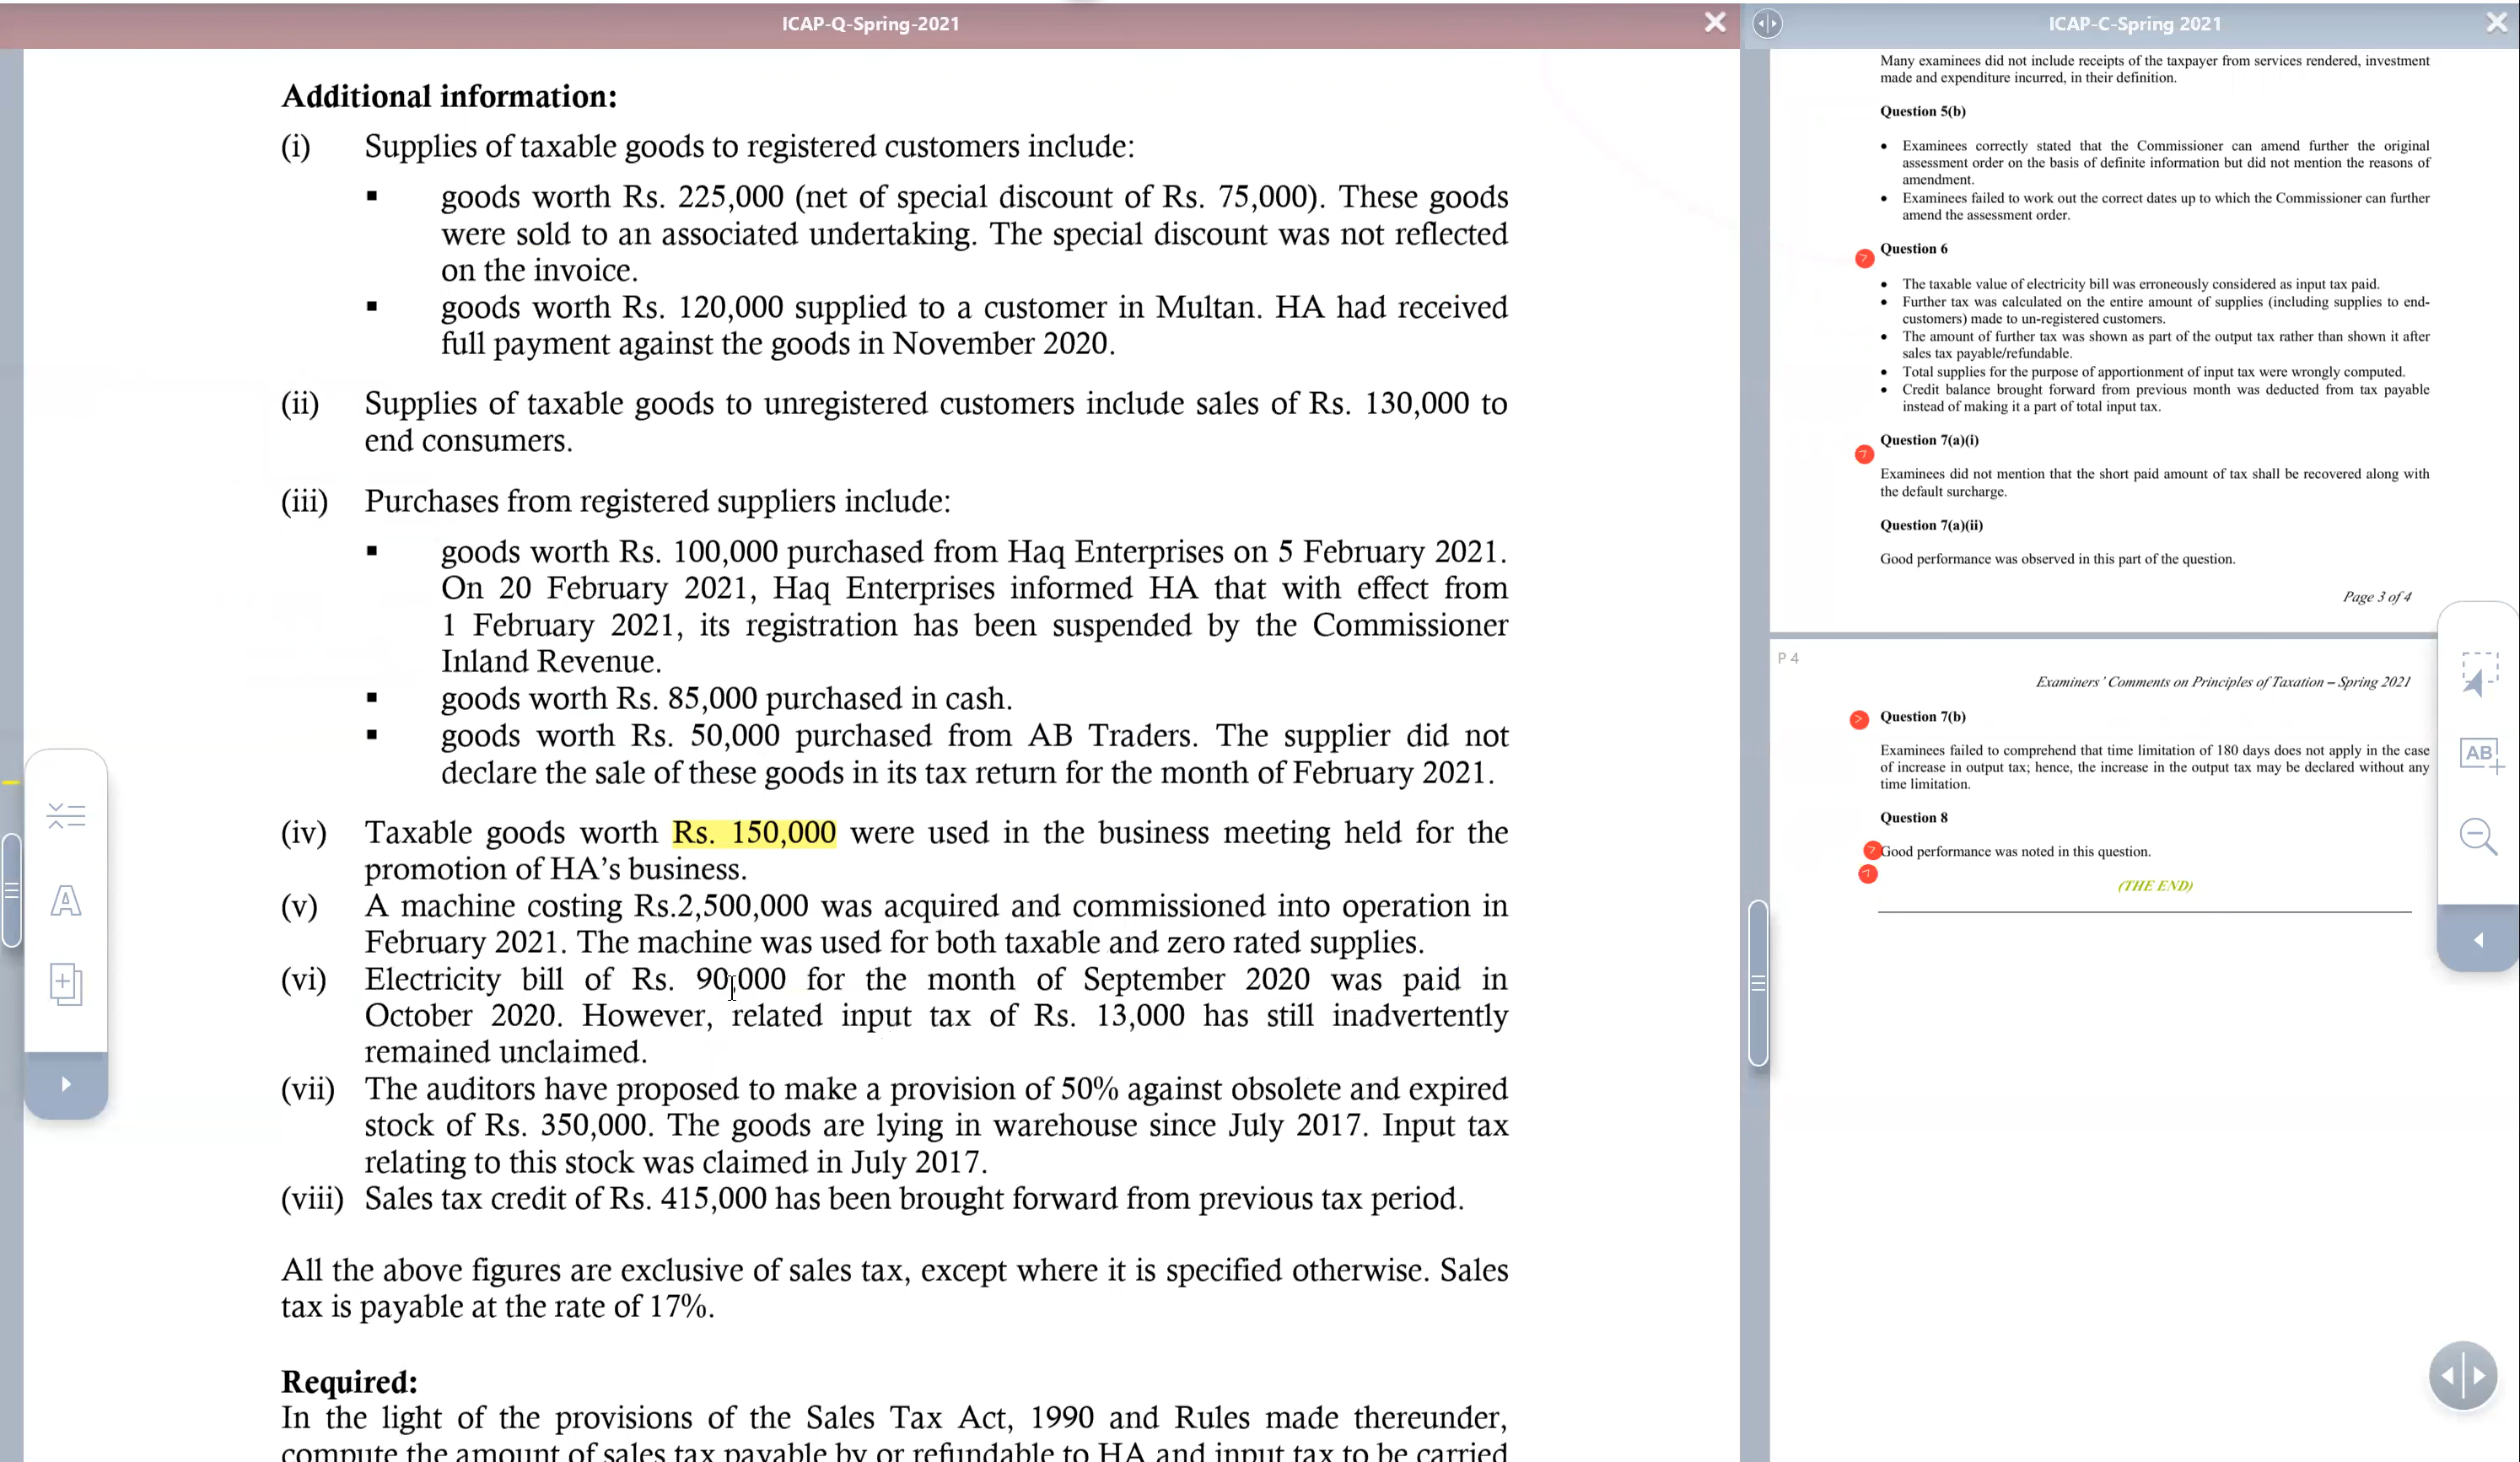 ICAP-Q-Spring-2021
Additional information:
(i) Supplies of taxable goods to registered customers include:
▪ goods worth Rs. 225,000 (net of special discount of Rs. 75,000). These goods
were sold to an associated undertaking. The special discount was not reflected
on the invoice.
▪ goods worth Rs. 120,000 supplied to a customer in Multan. HA had received
full payment against the goods in November 2020.
(ii) Supplies of taxable goods to unregistered customers include sales of Rs. 130,000 to
end consumers.
(iii) Purchases from registered suppliers include:
▪ goods worth Rs. 100,000 purchased from Haq Enterprises on 5 February 2021.
On 20 February 2021, Haq Enterprises informed HA that with effect from
1 February 2021, its registration has been suspended by the Commissioner
Inland Revenue.
▪ goods worth Rs. 85,000 purchased in cash.
▪ goods worth Rs. 50,000 purchased from AB Traders. The supplier did not
declare the sale of these goods in its tax return for the month of February 2021.
(iv) Taxable goods worth Rs. 150,000 were used in the business meeting held for the
promotion of HA's business.
(v) A machine costing Rs.2,500,000 was acquired and commissioned into operation in
February 2021. The machine was used for both taxable and zero rated supplies.
(vi) Electricity bill of Rs. 90,000 for the month of September 2020 was paid in
October 2020. However, related input tax of Rs. 13,000 has still inadvertently
remained unclaimed.
(vii) The auditors have proposed to make a provision of 50% against obsolete and expired
stock of Rs. 350,000. The goods are lying in warehouse since July 2017. Input tax
relating to this stock was claimed in July 2017.
(viii) Sales tax credit of Rs. 415,000 has been brought forward from previous tax period.
All the above figures are exclusive of sales tax, except where it is specified otherwise. Sales
tax is payable at the rate of 17%.
Required:
In the light of the provisions of the Sales Tax Act, 1990 and Rules made thereunder,
compute the amount of sales tax payable by or refundable to HA and input tax to be carried
ICAP-C-Spring 2021
Many examinees did not include receipts of the taxpayer from services rendered, investment
made and expenditure incurred, in their definition.
Question 5(b)
• Examinees correctly stated that the Commissioner can amend further the original
assessment order on the basis of definite information but did not mention the reasons of
amendment.
• Examinees failed to work out the correct dates up to which the Commissioner can further
amend the assessment order.
Question 6
• The taxable value of electricity bill was erroneously considered as input tax paid.
• Further tax was calculated on the entire amount of supplies (including supplies to end-
customers) made to un-registered customers.
• The amount of further tax was shown as part of the output tax rather than shown it after
sales tax payable/refundable.
• Total supplies for the purpose of apportionment of input tax were wrongly computed.
• Credit balance brought forward from previous month was deducted from tax payable
instead of making it a part of total input tax.
Question 7(a)(i)
Examinees did not mention that the short paid amount of tax shall be recovered along with
the default surcharge.
Question 7(a)(ii)
Good performance was observed in this part of the question.
Page 3 of 4
P 4
Examiners' Comments on Principles of Taxation – Spring 2021
Question 7(b)
Examinees failed to comprehend that time limitation of 180 days does not apply in the case
of increase in output tax; hence, the increase in the output tax may be declared without any
time limitation.
Question 8
Good performance was noted in this question.
(THE END)
A
AB